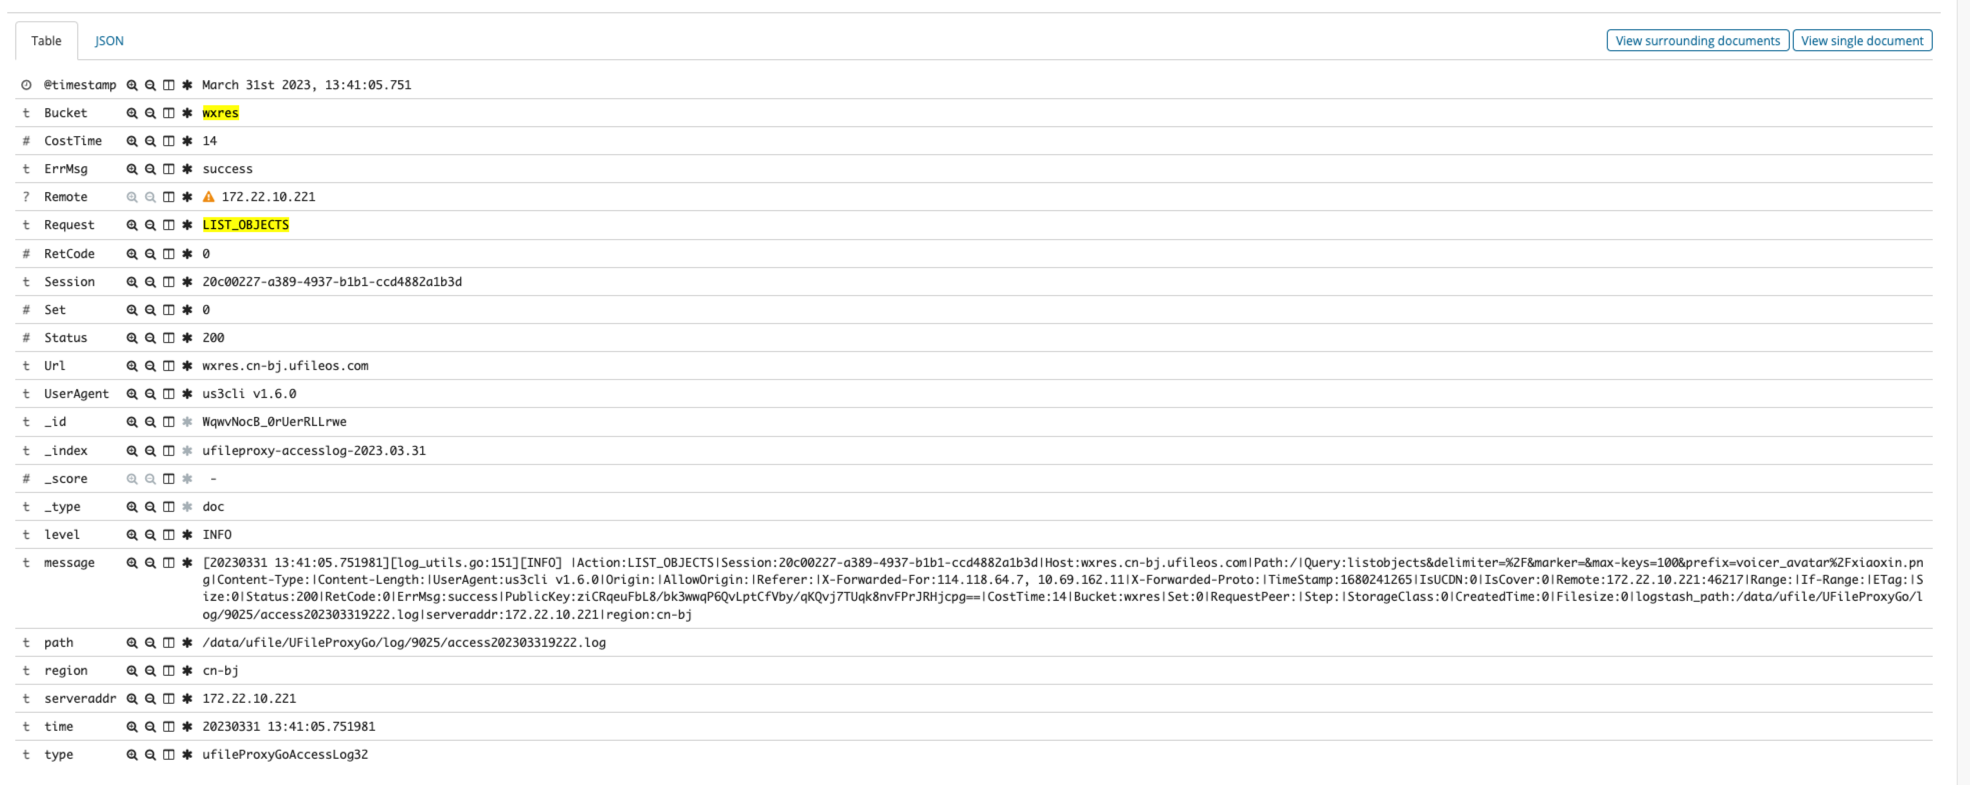 Table JSON View surrounding documents View single document
@timestamp March 31st 2023, 13:41:05.751
t Bucket wxres
# CostTime 14
t ErrMsg success
? Remote 172.22.10.221
t Request LIST_OBJECTS
# RetCode 0
t Session 20c00227-a389-4937-b1b1-ccd4882a1b3d
# Set 0
# Status 200
t Url wxres.cn-bj.ufileos.com
t UserAgent us3cli v1.6.0
t _id WqwvNocB_0rUerRLLrwe
t _index ufileproxy-accesslog-2023.03.31
# _score -
t _type doc
t level INFO
t message [20230331 13:41:05.751981][log_utils.go:151][INFO] |Action:LIST_OBJECTS|Session:20c00227-a389-4937-b1b1-ccd4882a1b3d|Host:wxres.cn-bj.ufileos.com|Path:/|Query:listobjects&delimiter=%2F&marker=&max-keys=100&prefix=voicer_avatar%2Fxiaoxin.pn
g|Content-Type:|Content-Length:|UserAgent:us3cli v1.6.0|Origin:|AllowOrigin:|Referer:|X-Forwarded-For:114.118.64.7, 10.69.162.11|X-Forwarded-Proto:|TimeStamp:1680241265|IsUCDN:0|IsCover:0|Remote:172.22.10.221:46217|Range:|If-Range:|ETag:|S
ize:0|Status:200|RetCode:0|ErrMsg:success|PublicKey:ziCRqeuFbL8/bk3wwqP6QvLptCfVby/qKQvj7TUqk8nvFPrJRHjcpg==|CostTime:14|Bucket:wxres|Set:0|RequestPeer:|Step:|StorageClass:0|CreatedTime:0|Filesize:0|logstash_path:/data/ufile/UFileProxyGo/l
og/9025/access202303319222.log|serveraddr:172.22.10.221|region:cn-bj
t path /data/ufile/UFileProxyGo/log/9025/access202303319222.log
t region cn-bj
t serveraddr 172.22.10.221
t time 20230331 13:41:05.751981
t type ufileProxyGoAccessLog32